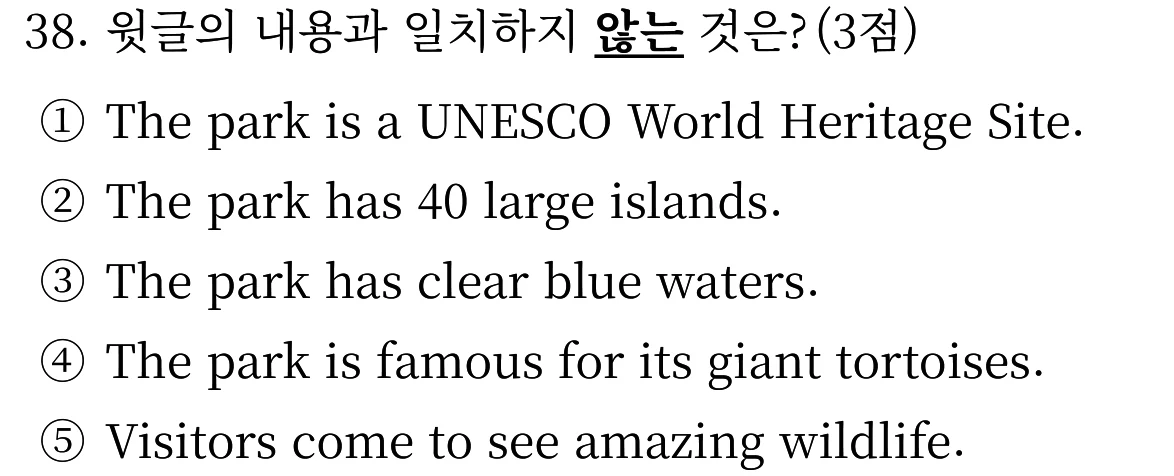 38. 윗글의 내용과 일치하지 않는 것은?(3점)
① The park is a UNESCO World Heritage Site.
② The park has 40 large islands.
③ The park has clear blue waters.
④ The park is famous for its giant tortoises.
⑤ Visitors come to see amazing wildlife.